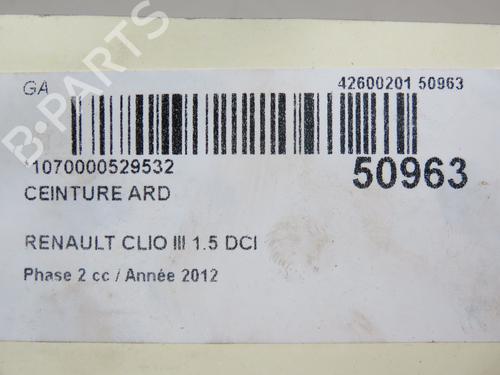 GA
42600201 50963
B-PARTS
*1070000529532
50963
CEINTURE ARD
RENAULT CLIO III 1.5 DCI
Phase 2 cc / Année 2012